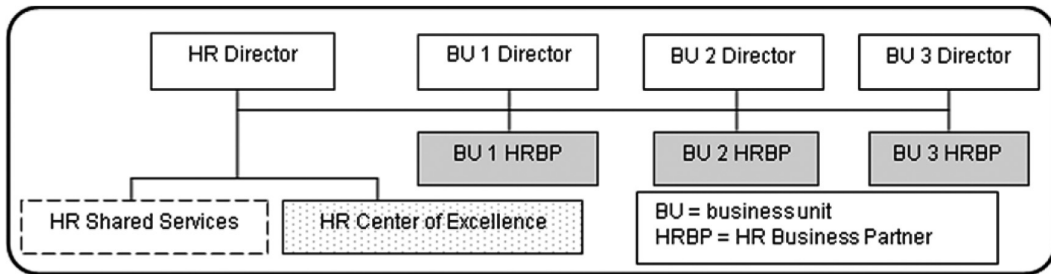 HR Director
BU 1 Director
BU 2 Director
BU 3 Director
BU 1 HRBP
BU 2 HRBP
BU 3 HRBP
HR Shared Services
HR Center of Excellence
BU = business unit
HRBP = HR Business Partner